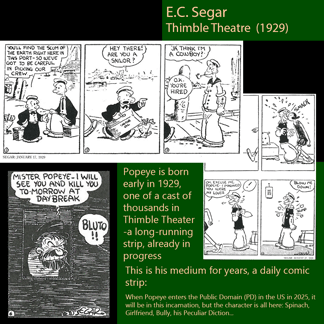 E.C. Segar
Thimble Theatre (1929)
YOU'LL FIND THE SCUM OF
THE EARTH RIGHT HERE IN
THIS PORT- SO WE'VE
GOT TO BE CAREFUL
IN PICKING OUR
CREW
HEY THERE!
ARE YOU A
SAILOR?
JA THINK I'M
A COWBOY?
O.K.
YOU'RE
HIRED
MISTER POPEYE- I WILL
SEE YOU AND KILL YOU
TO-MORROW AT
DAY BREAK
BLUTO
!!
Popeye is born
early in 1929,
one of a cast of
thousands in
Thimble Theater
-a long-running
strip, already in
progress
This is his medium for years, a daily comic
strip:
BLOW ME
DOWN!
When Popeye enters the Public Domain (PD) in the US in 2025, it
will be in this incarnation, but the character is all here: Spinach,
Girlfriend, Bully, his Peculiar Diction...